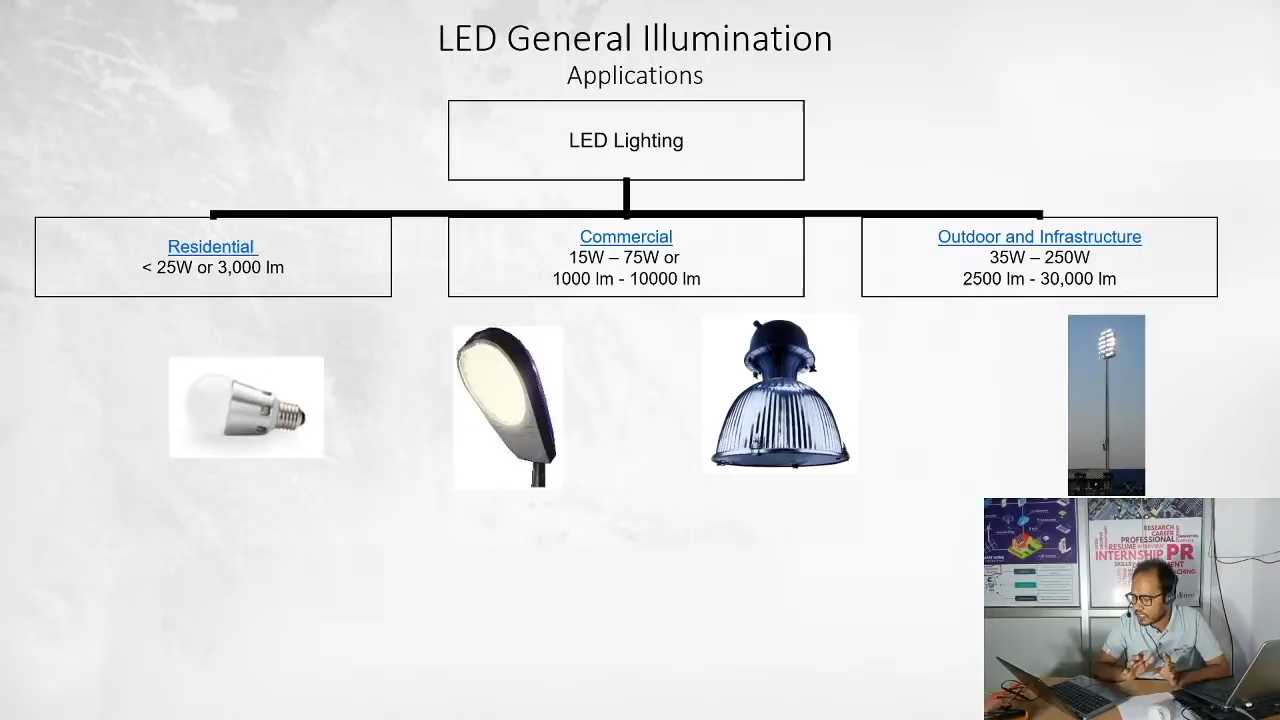 LED General Illumination
Applications
LED Lighting
Residential
< 25W or 3,000 lm
Commercial
15W – 75W or
1000 lm - 10000 lm
Outdoor and Infrastructure
35W – 250W
2500 lm - 30,000 lm
RESEARCH
CAREER
PROFESSIONAL
RESUME INTERVIEW
INTERNSHIP PR
SKILLS